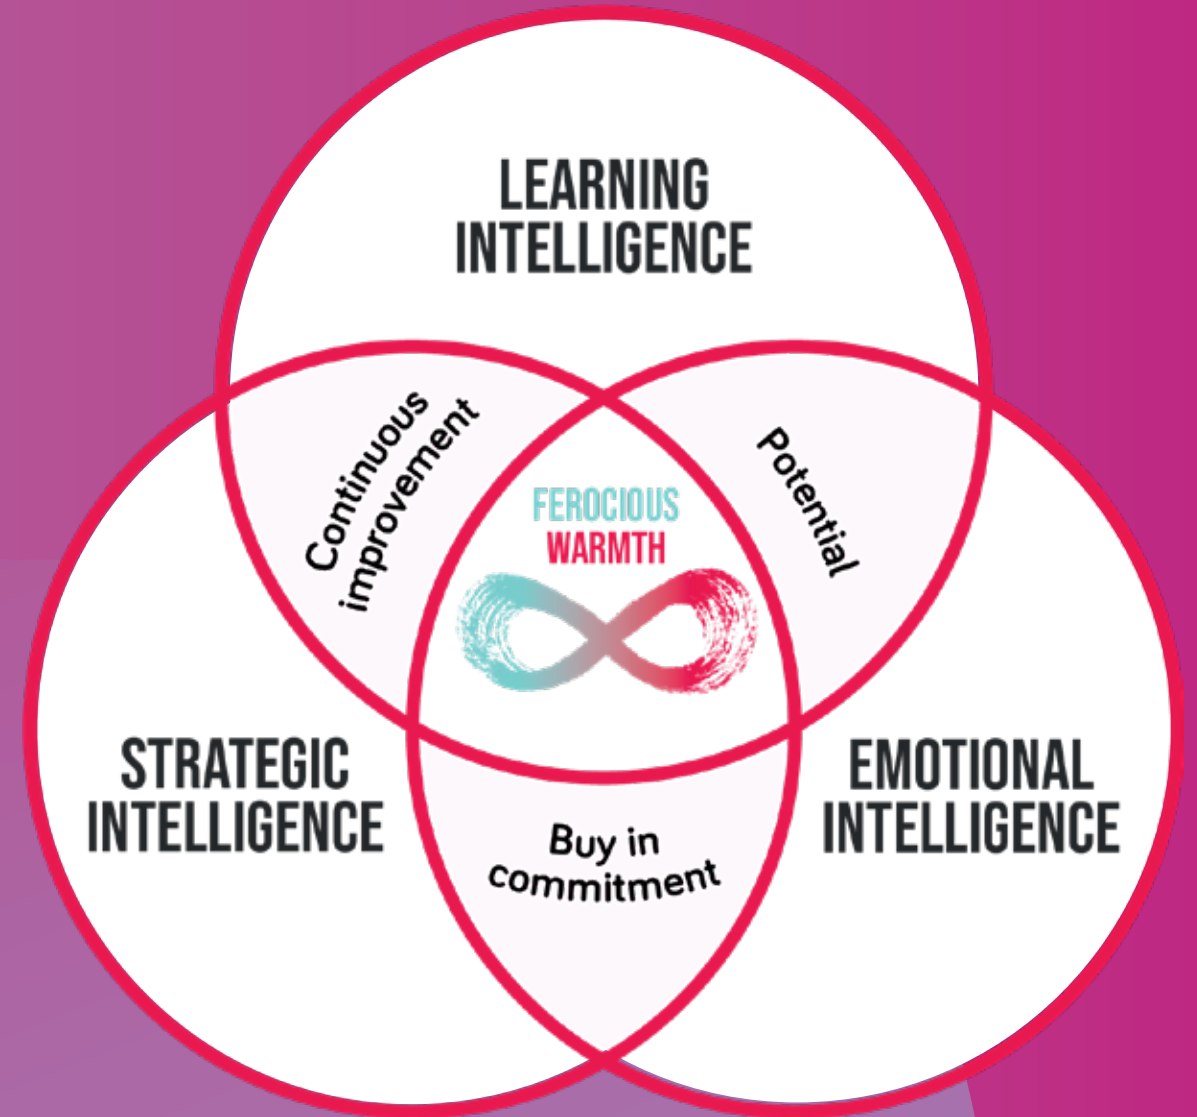 LEARNING
INTELLIGENCE
Continuous
improvement
Potential
FEROCIOUS
WARMTH
STRATEGIC
INTELLIGENCE
EMOTIONAL
INTELLIGENCE
Buy in
commitment